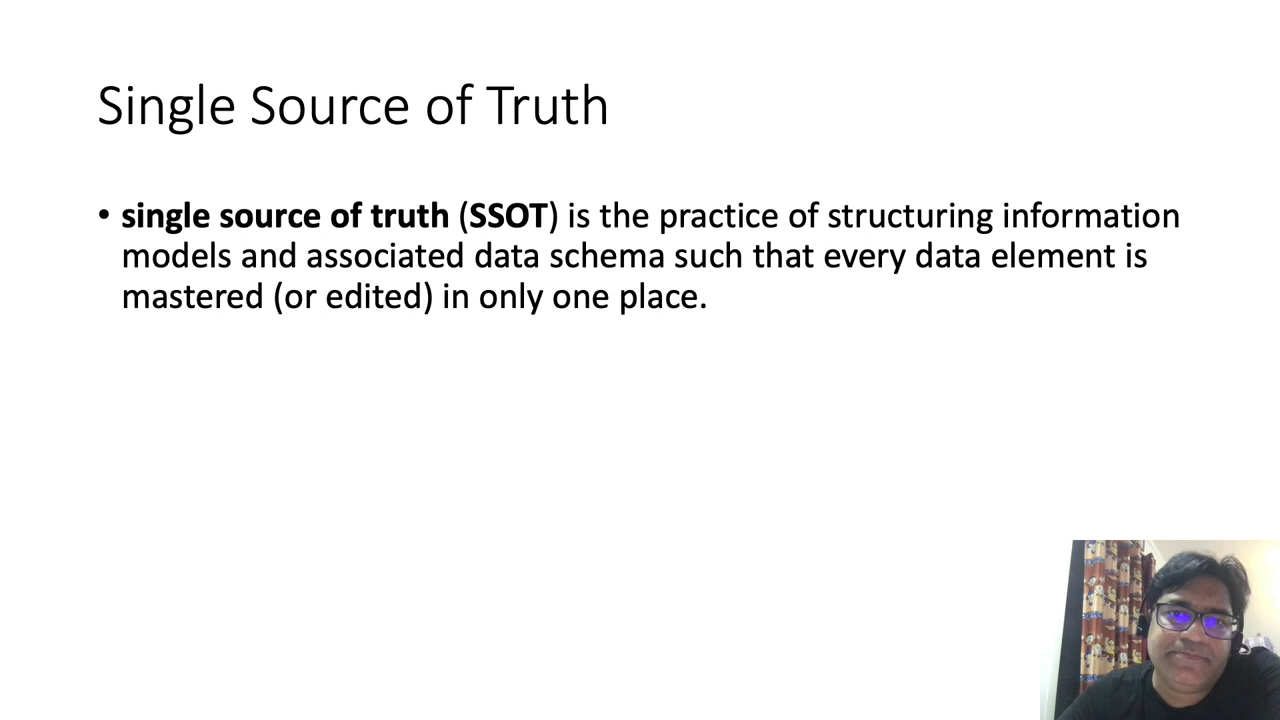 Single Source of Truth
• single source of truth (SSOT) is the practice of structuring information
models and associated data schema such that every data element is
mastered (or edited) in only one place.